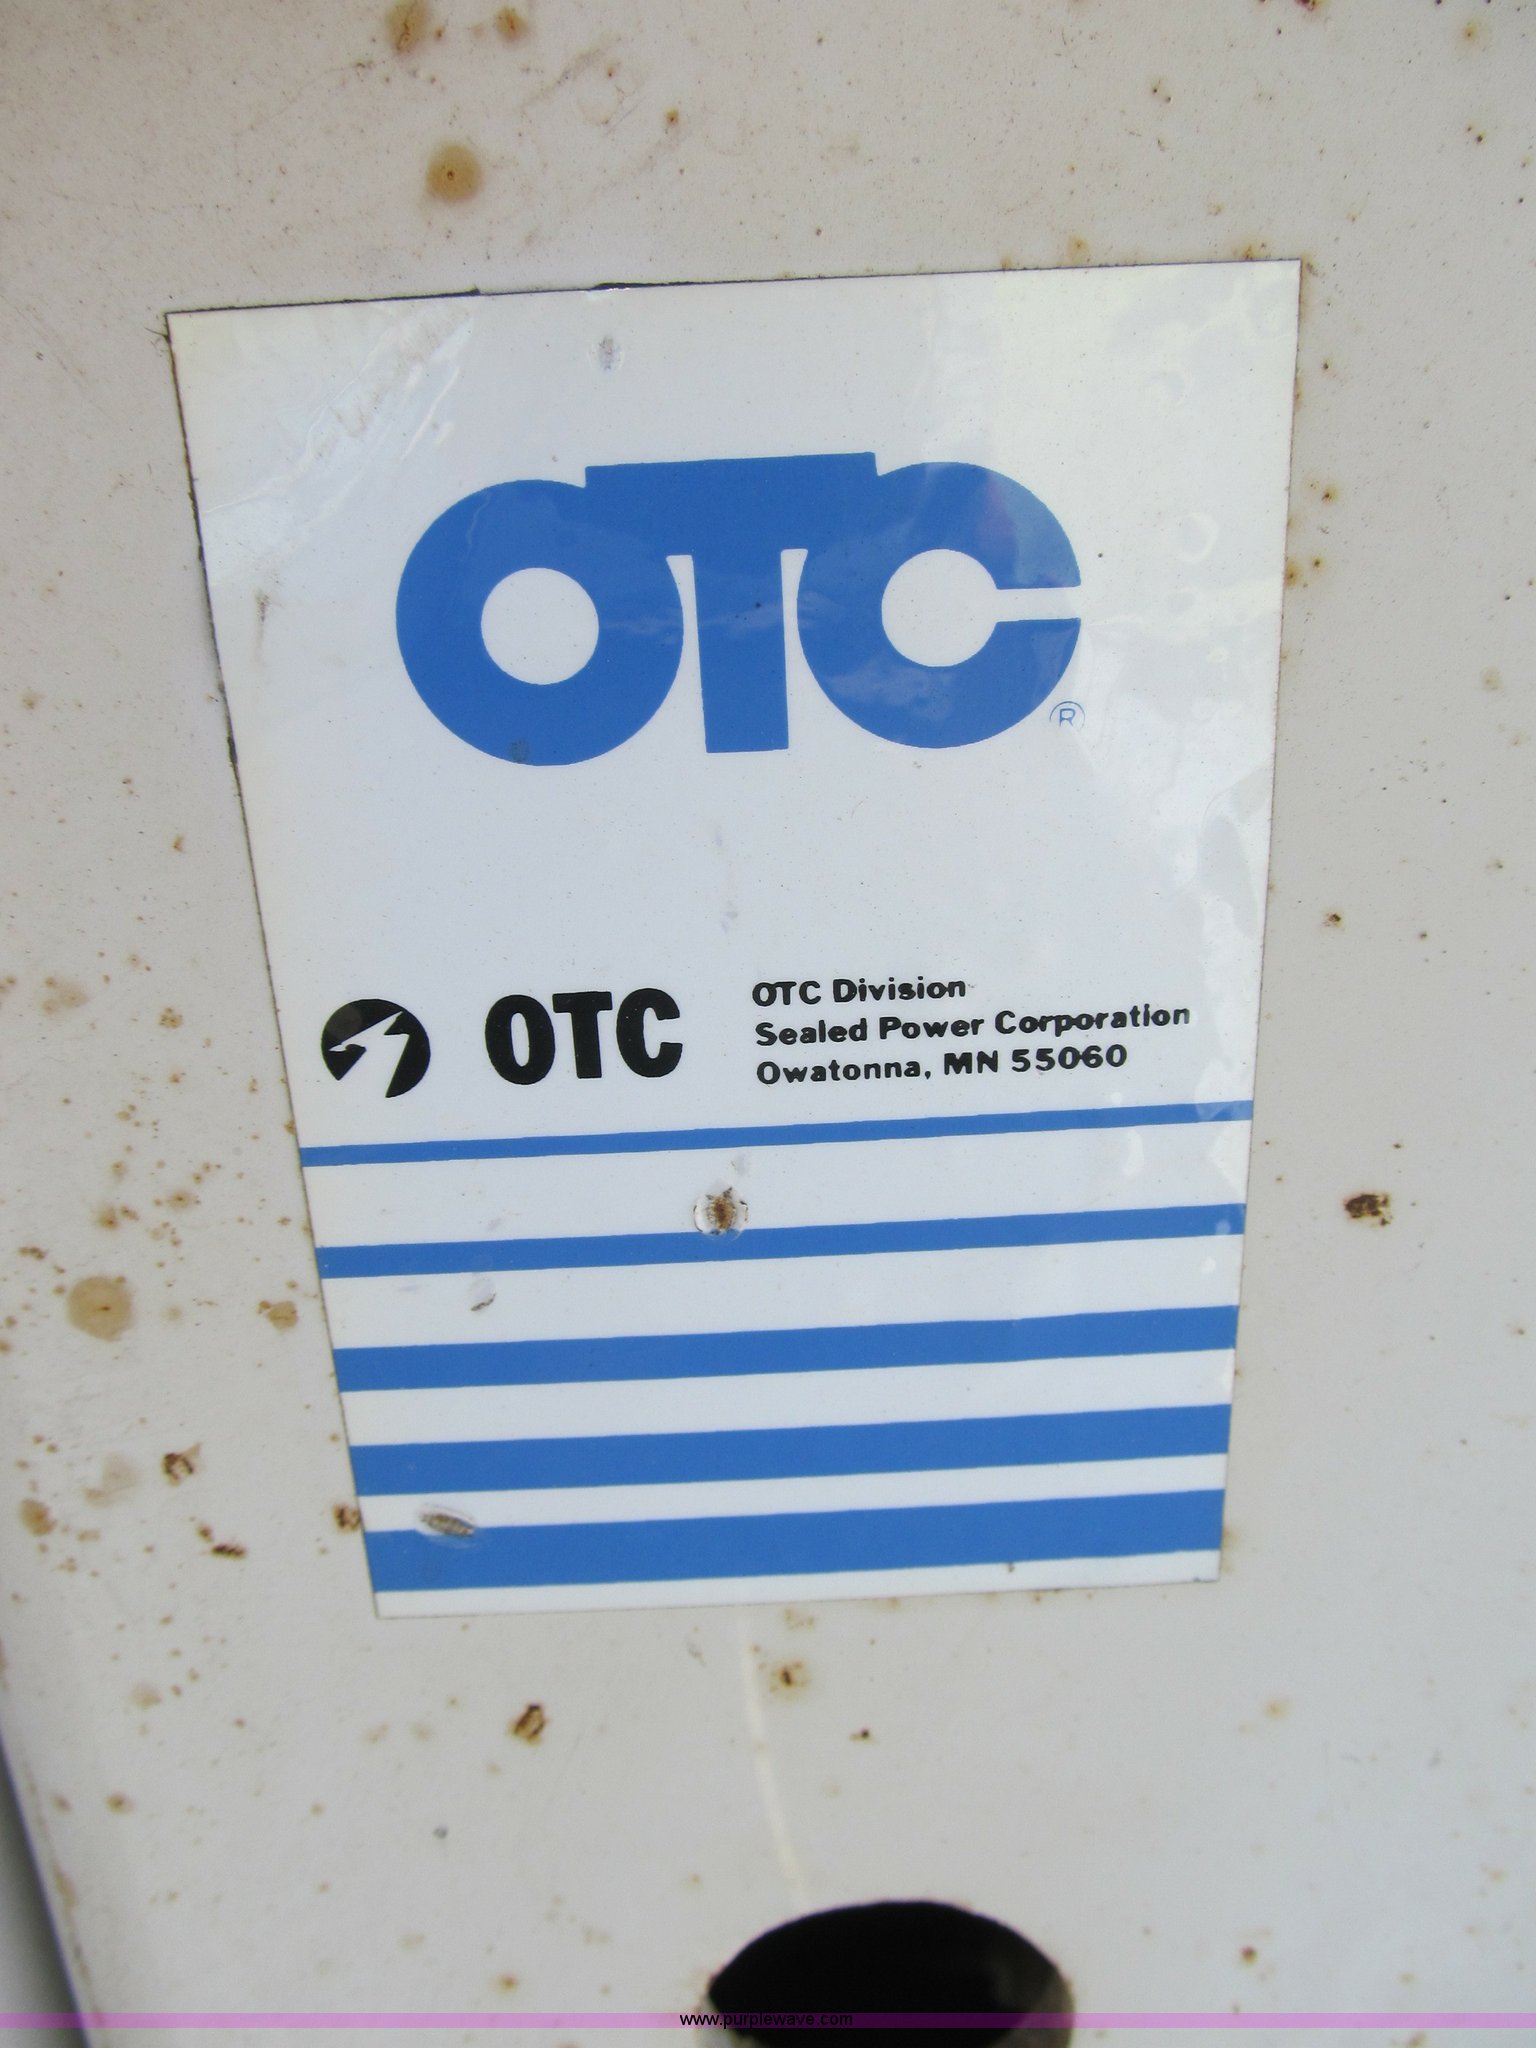 OTC
®
OTC
OTC Division
Sealed Power Corporation
Owatonna, MN 55060
www.purplewave.com